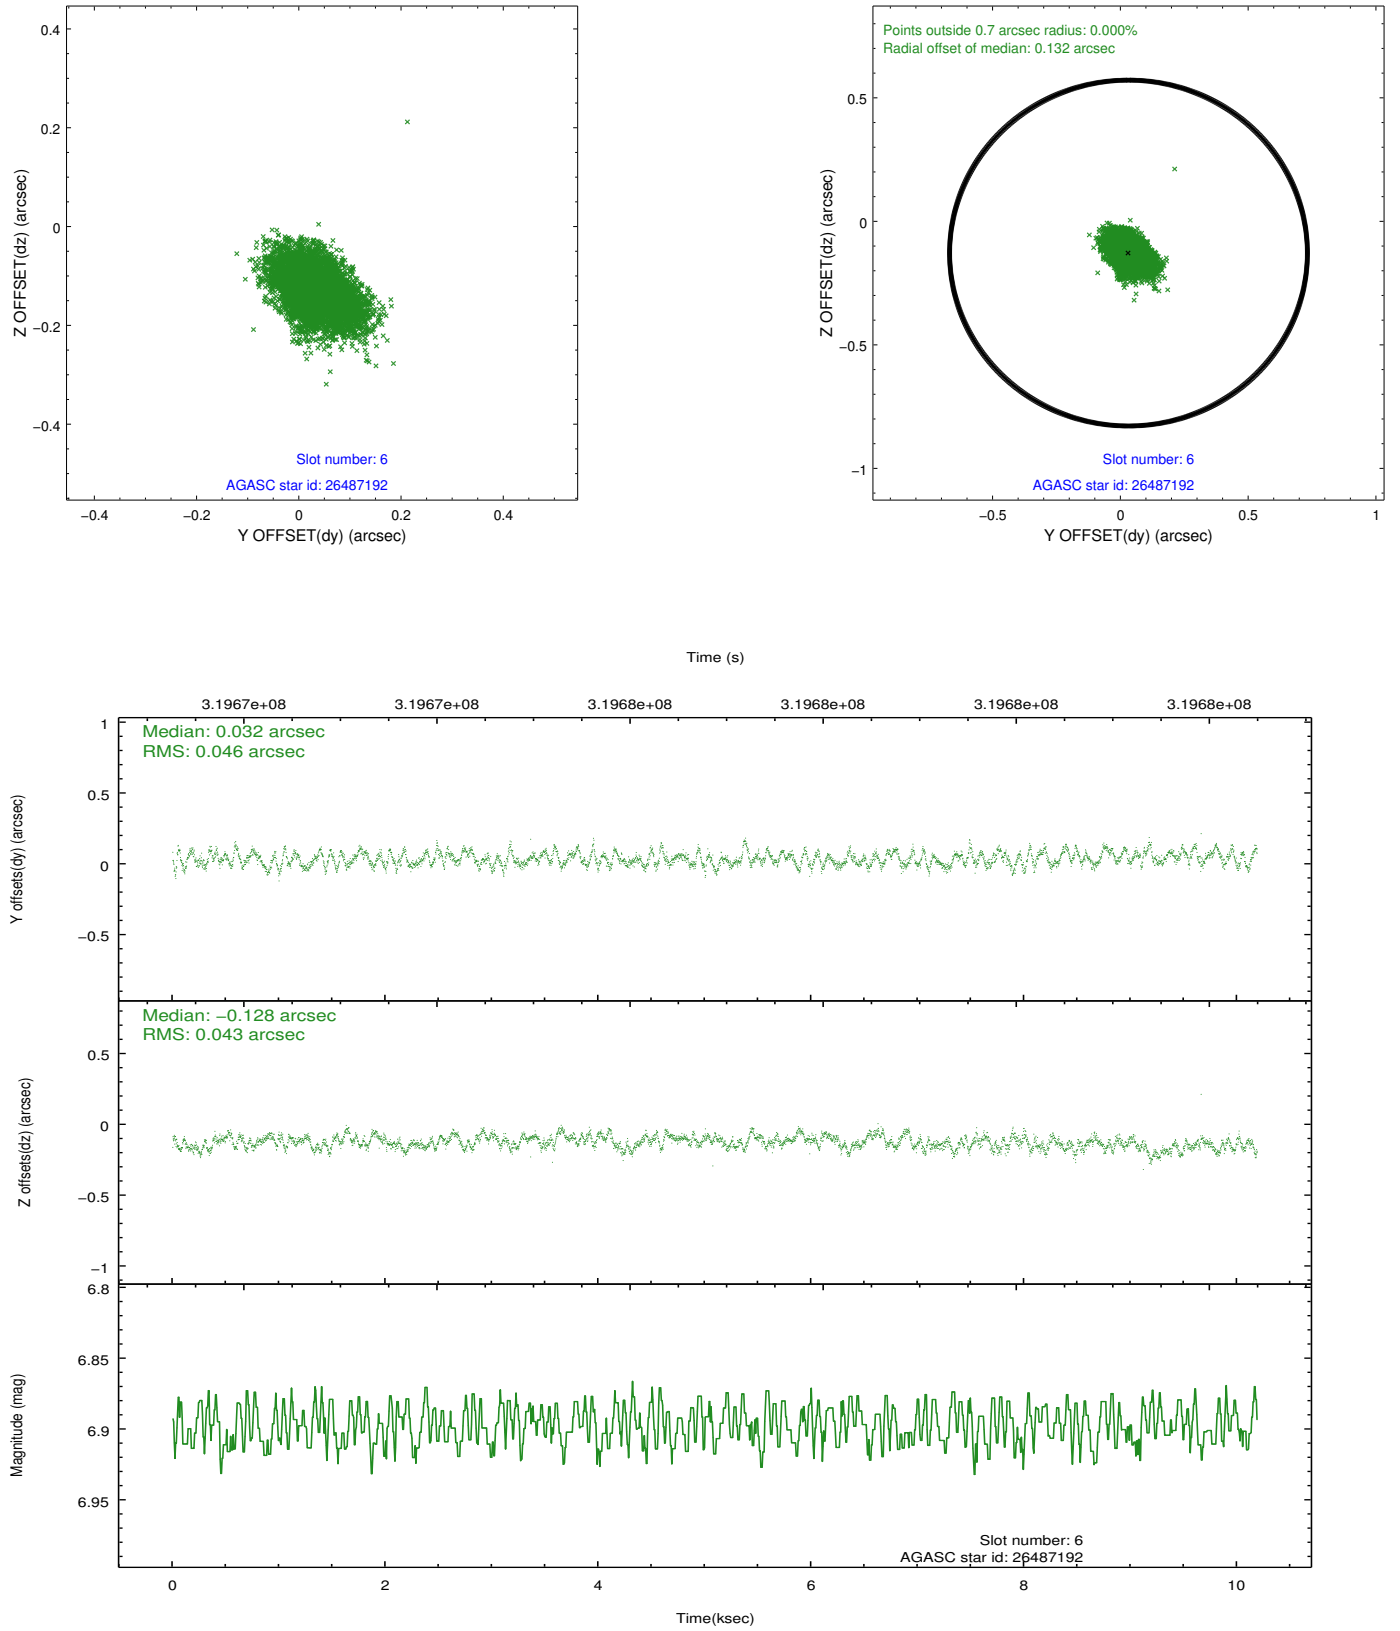 0.4
0.2
0
−0.2
−0.4
Z OFFSET(dz) (arcsec)
Slot number: 6
AGASC star id: 26487192
−0.4 −0.2 0 0.2 0.4
Y OFFSET(dy) (arcsec)
Points outside 0.7 arcsec radius: 0.000%
Radial offset of median: 0.132 arcsec
0.5
0
−0.5
−1
Z OFFSET(dz) (arcsec)
Slot number: 6
AGASC star id: 26487192
−0.5 0 0.5 1
Y OFFSET(dy) (arcsec)
Time (s)
3.1967e+08 3.1967e+08 3.1968e+08 3.1968e+08 3.1968e+08 3.1968e+08
Median: 0.032 arcsec
RMS: 0.046 arcsec
1
0.5
0
−0.5
Y offsets(dy) (arcsec)
Median: −0.128 arcsec
RMS: 0.043 arcsec
0.5
0
−0.5
−1
Z offsets(dz) (arcsec)
6.8
6.85
6.9
6.95
Magnitude (mag)
Slot number: 6
AGASC star id: 26487192
0 2 4 6 8 10
Time(ksec)